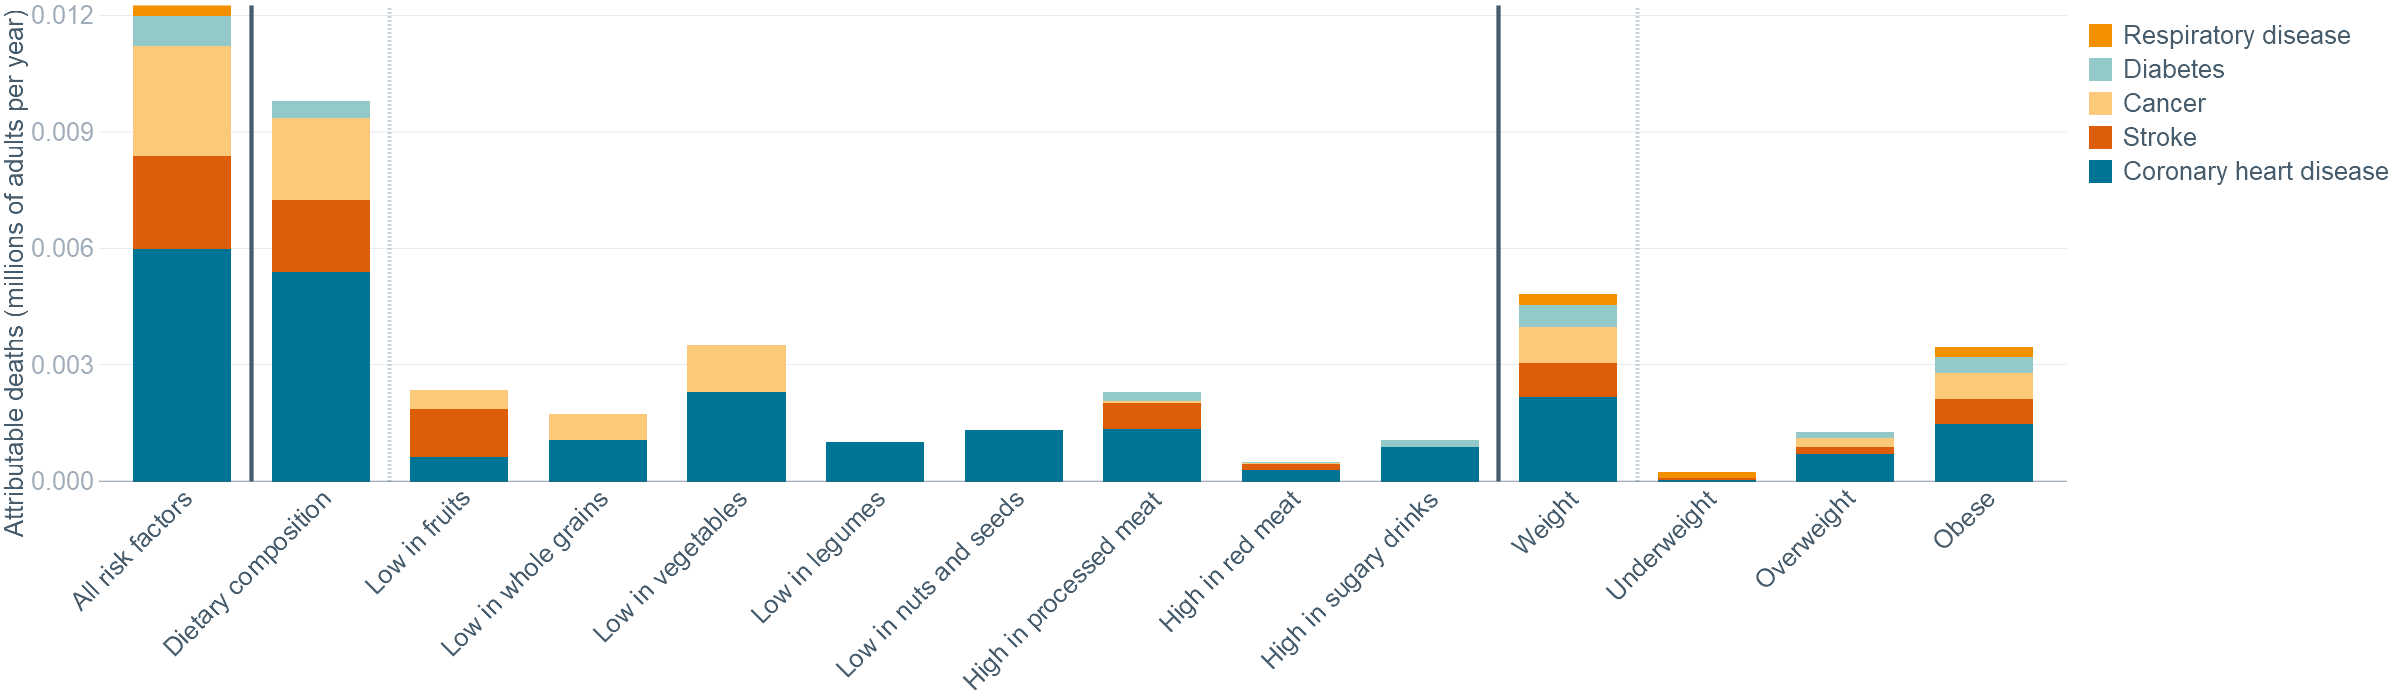 Attributable deaths (millions of adults per year)
0.012
0.009
0.006
0.003
0.000
All risk factors
Dietary composition
Low in fruits
Low in whole grains
Low in vegetables
Low in legumes
Low in nuts and seeds
High in processed meat
High in red meat
High in sugary drinks
Weight
Underweight
Overweight
Obese
Respiratory disease
Diabetes
Cancer
Stroke
Coronary heart disease